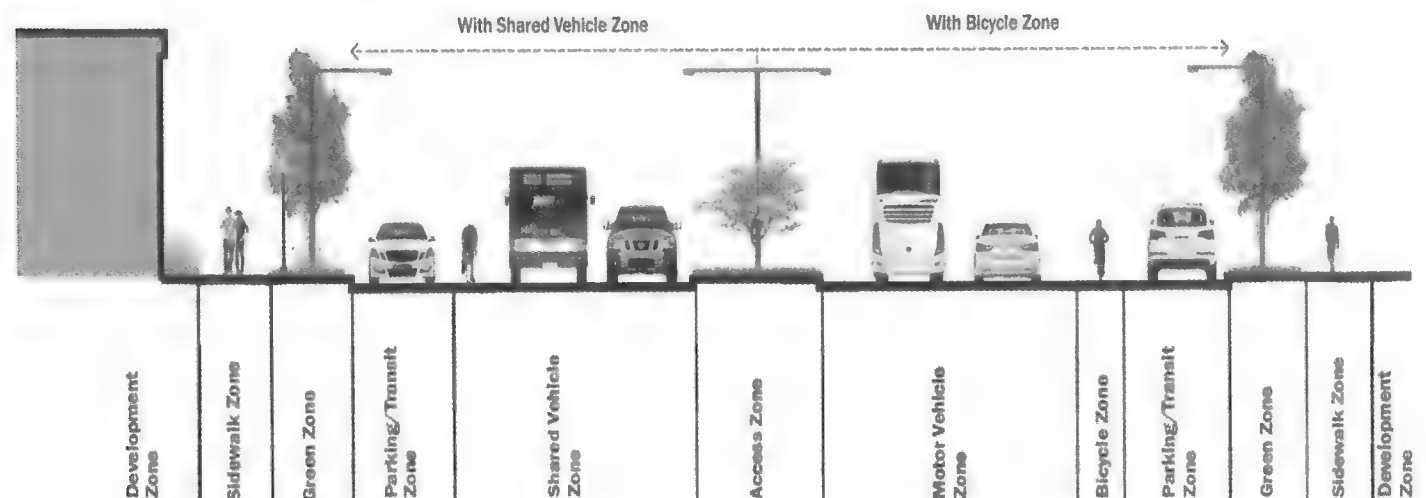 With Shared Vehicle Zone
With Bicycle Zone
Development
Zone
Sidewalk Zone
Green Zone
Parking/Transit
Zone
Shared Vehicle
Zone
Access Zone
Motor Vehicle
Zone
Bicycle Zone
Parking/Transit
Zone
Green Zone
Sidewalk Zone
Development
Zone